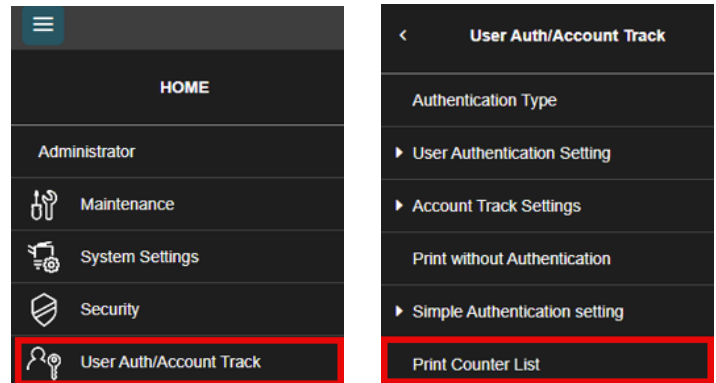 HOME
Administrator
Maintenance
System Settings
Security
User Auth/Account Track
User Auth/Account Track
Authentication Type
User Authentication Setting
Account Track Settings
Print without Authentication
Simple Authentication setting
Print Counter List